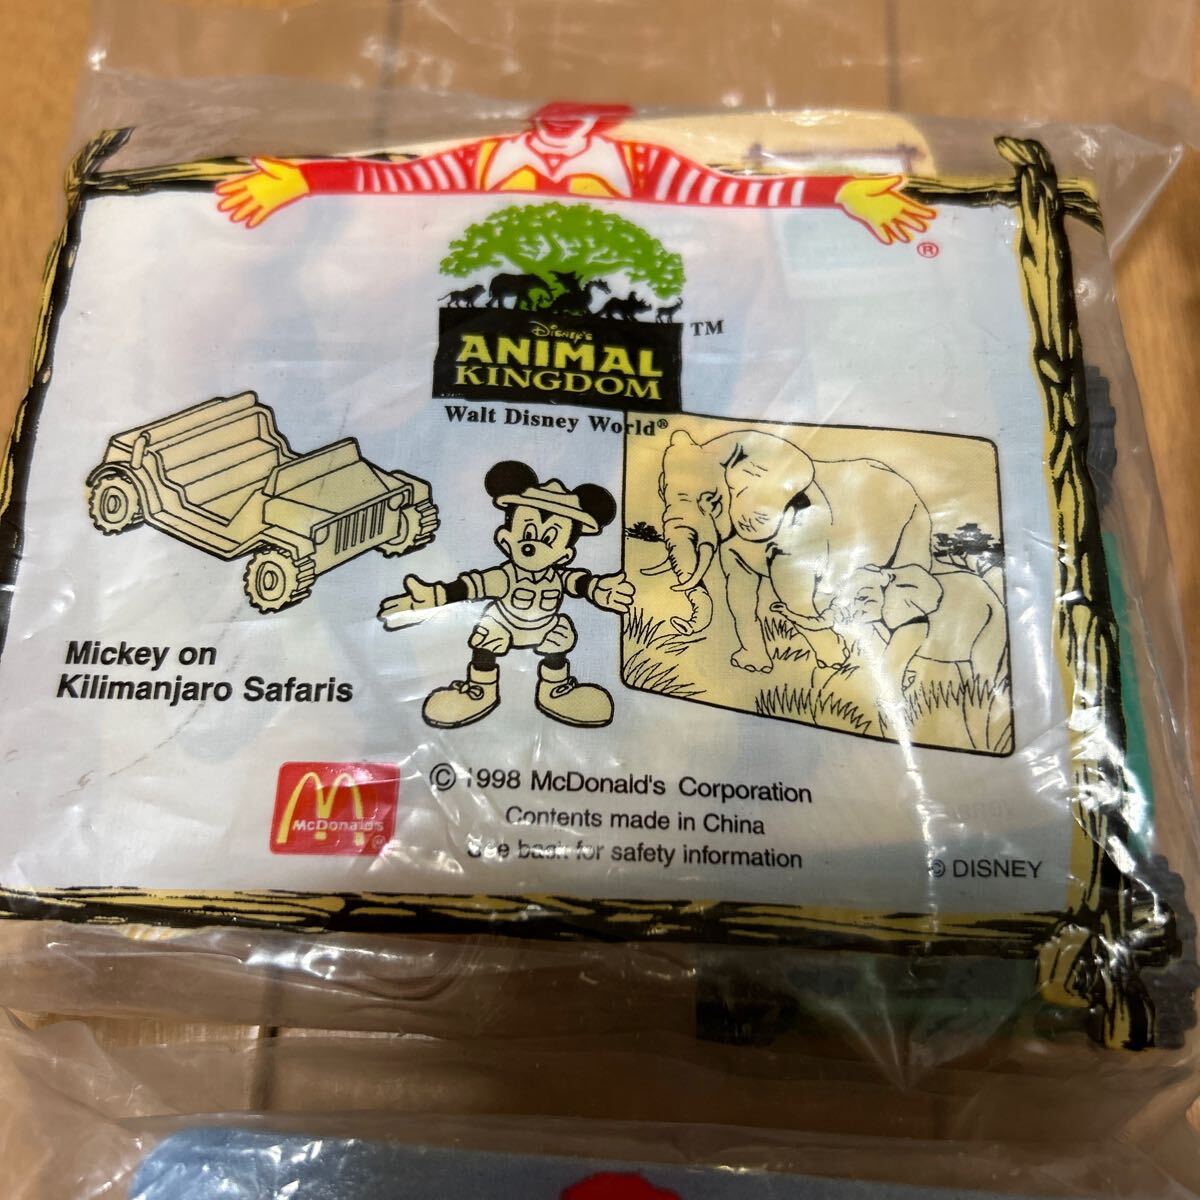 ®
DISNEY'S
ANIMAL
KINGDOM
TM
Walt Disney World®
Mickey on
Kilimanjaro Safaris
McDonald's
®
© 1998 McDonald's Corporation
Contents made in China
See back for safety information
© DISNEY